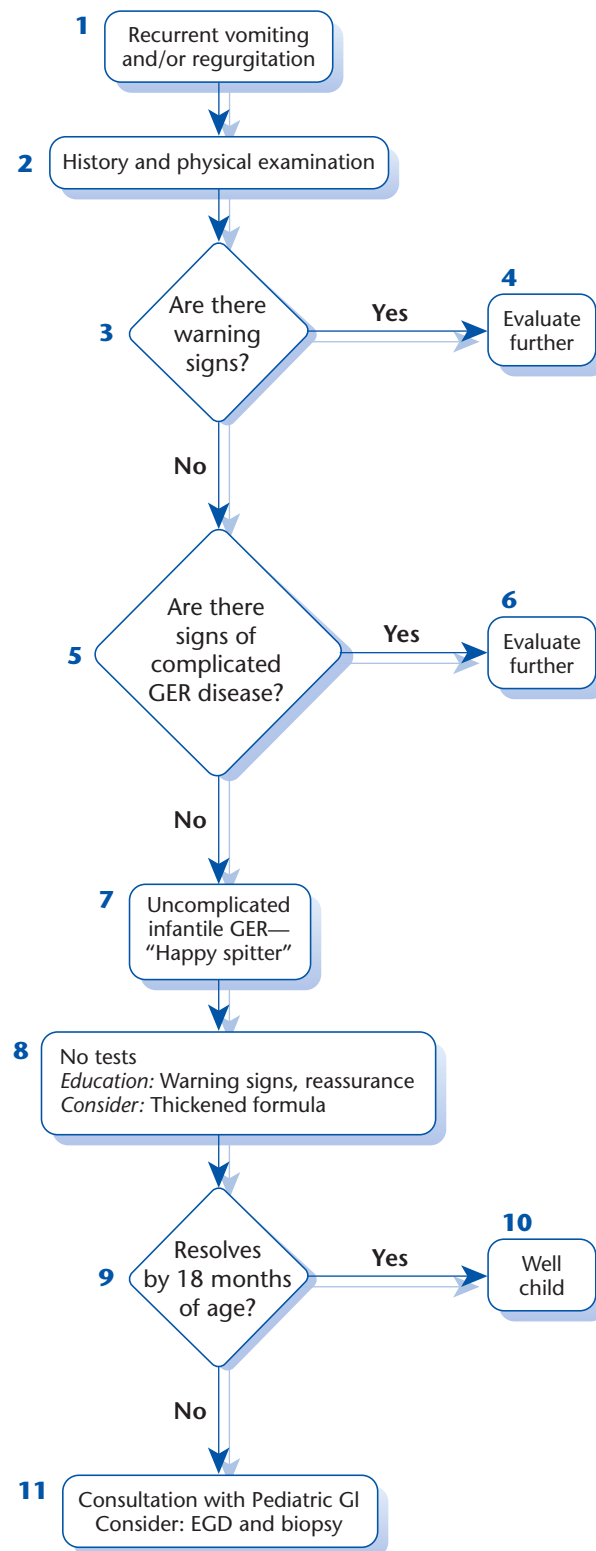 1
Recurrent vomiting
and/or regurgitation
2
History and physical examination
3
Are there
warning
signs?
Yes
4
Evaluate
further
No
5
Are there
signs of
complicated
GER disease?
Yes
6
Evaluate
further
No
7
Uncomplicated
infantile GER—
“Happy spitter”
8
No tests
Education: Warning signs, reassurance
Consider: Thickened formula
9
Resolves
by 18 months
of age?
Yes
10
Well
child
No
11
Consultation with Pediatric GI
Consider: EGD and biopsy